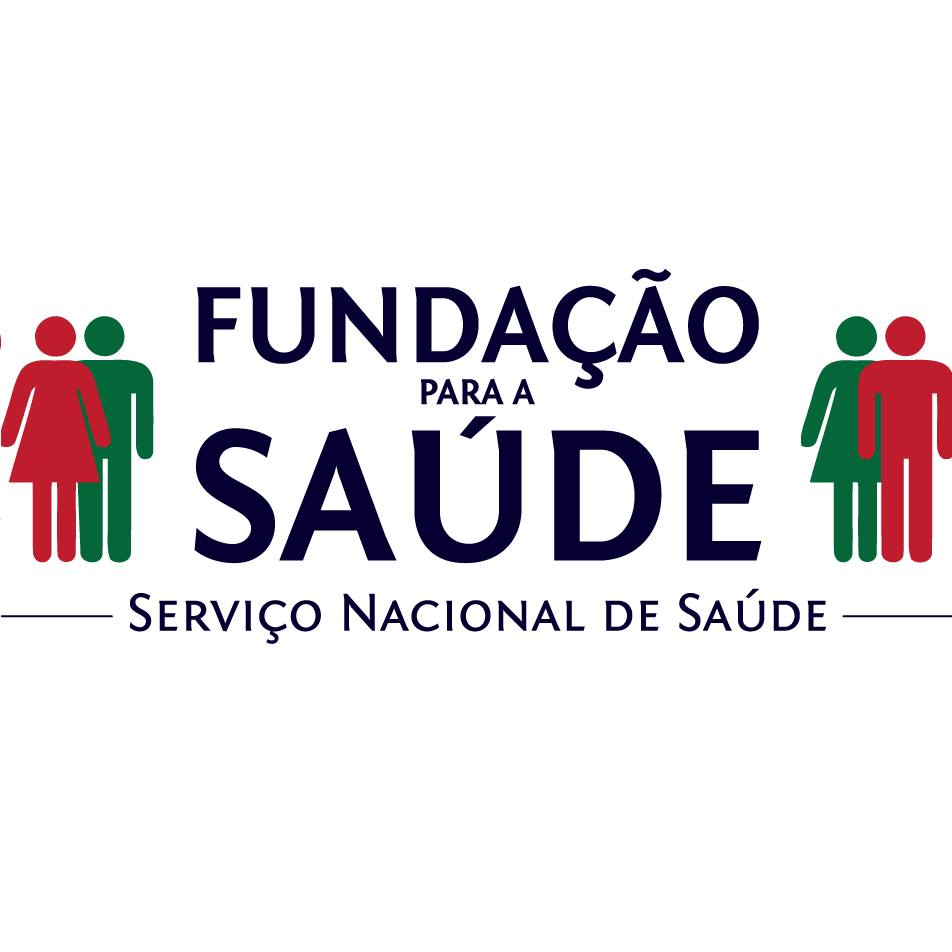 FUNDAÇÃO
PARA A
SAÚDE
SERVIÇO NACIONAL DE SAÚDE